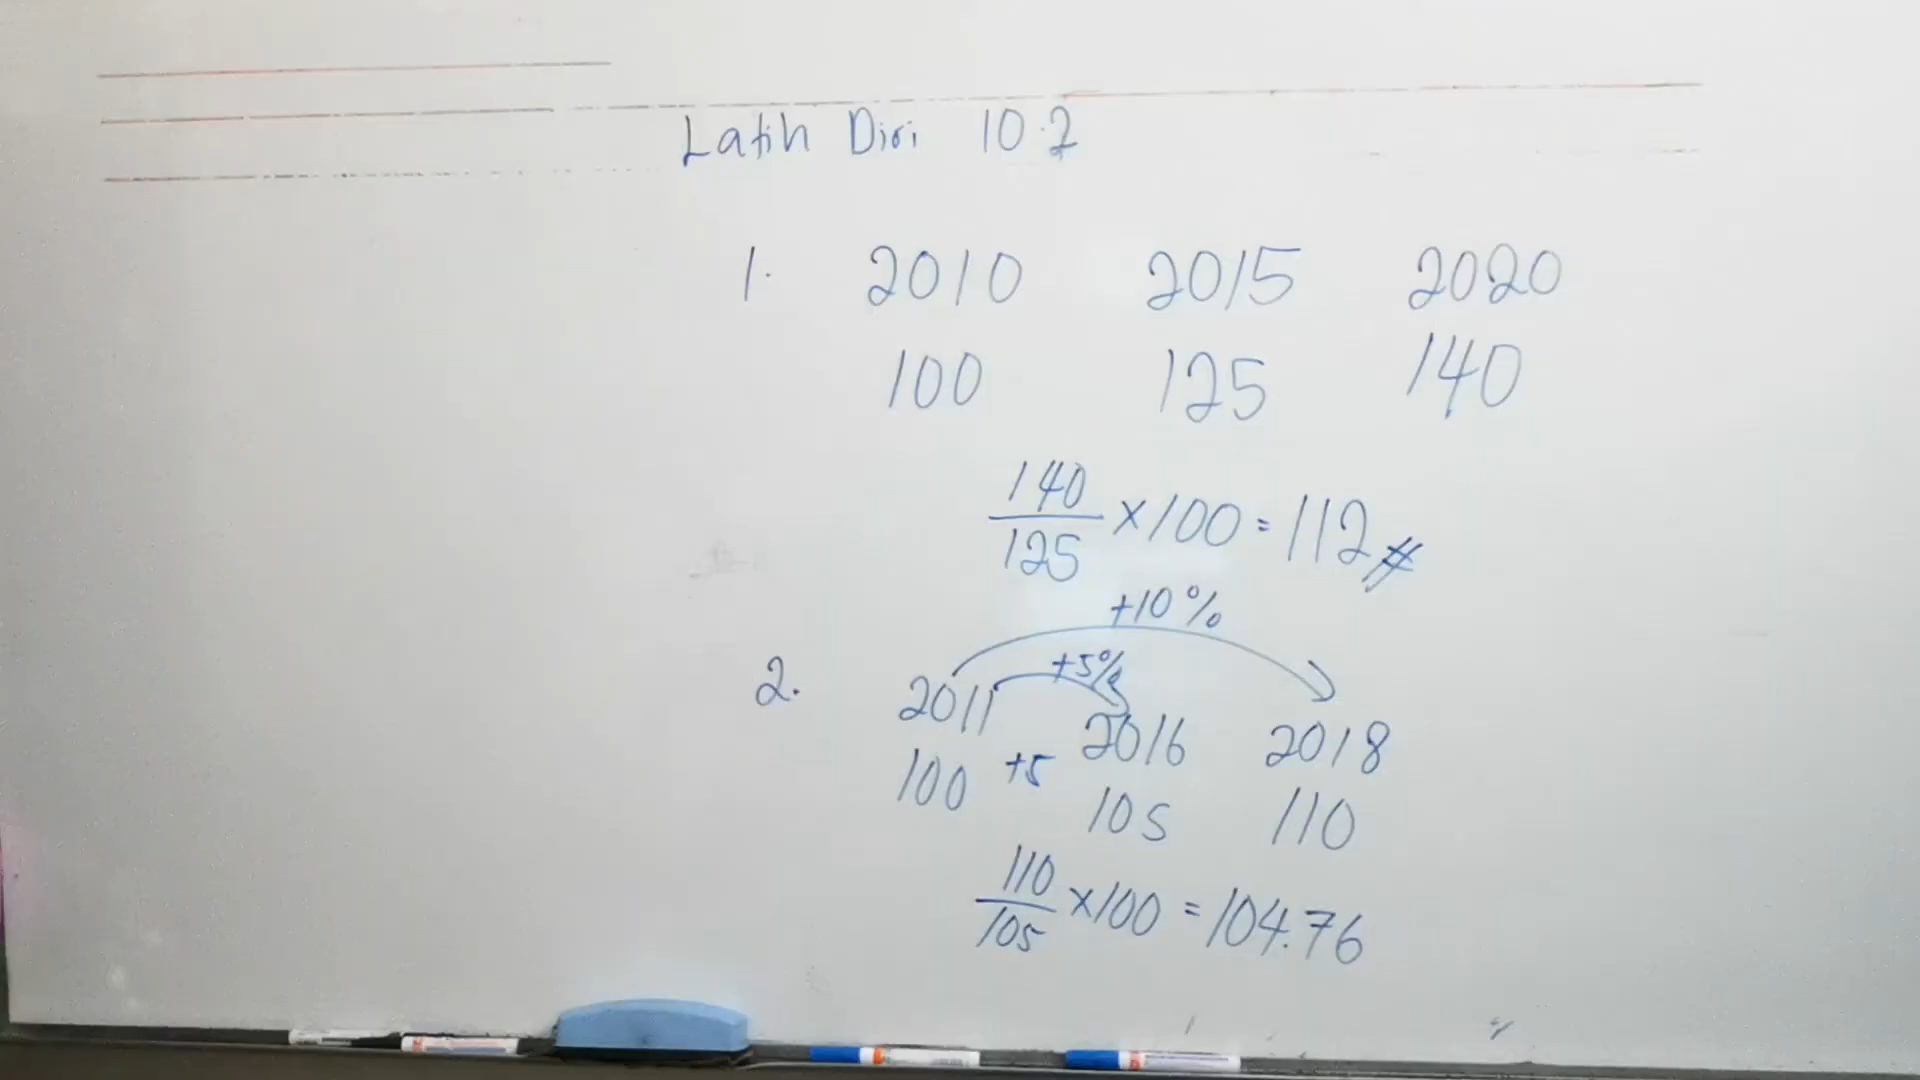 Latih Diri 10.2
1. 2010 2015 2020
100 125 140
140/125 ×100 = 112 #
+10%
+5%
2. 2011 2016 2018
100 +5 105 110
110/105 ×100 = 104.76